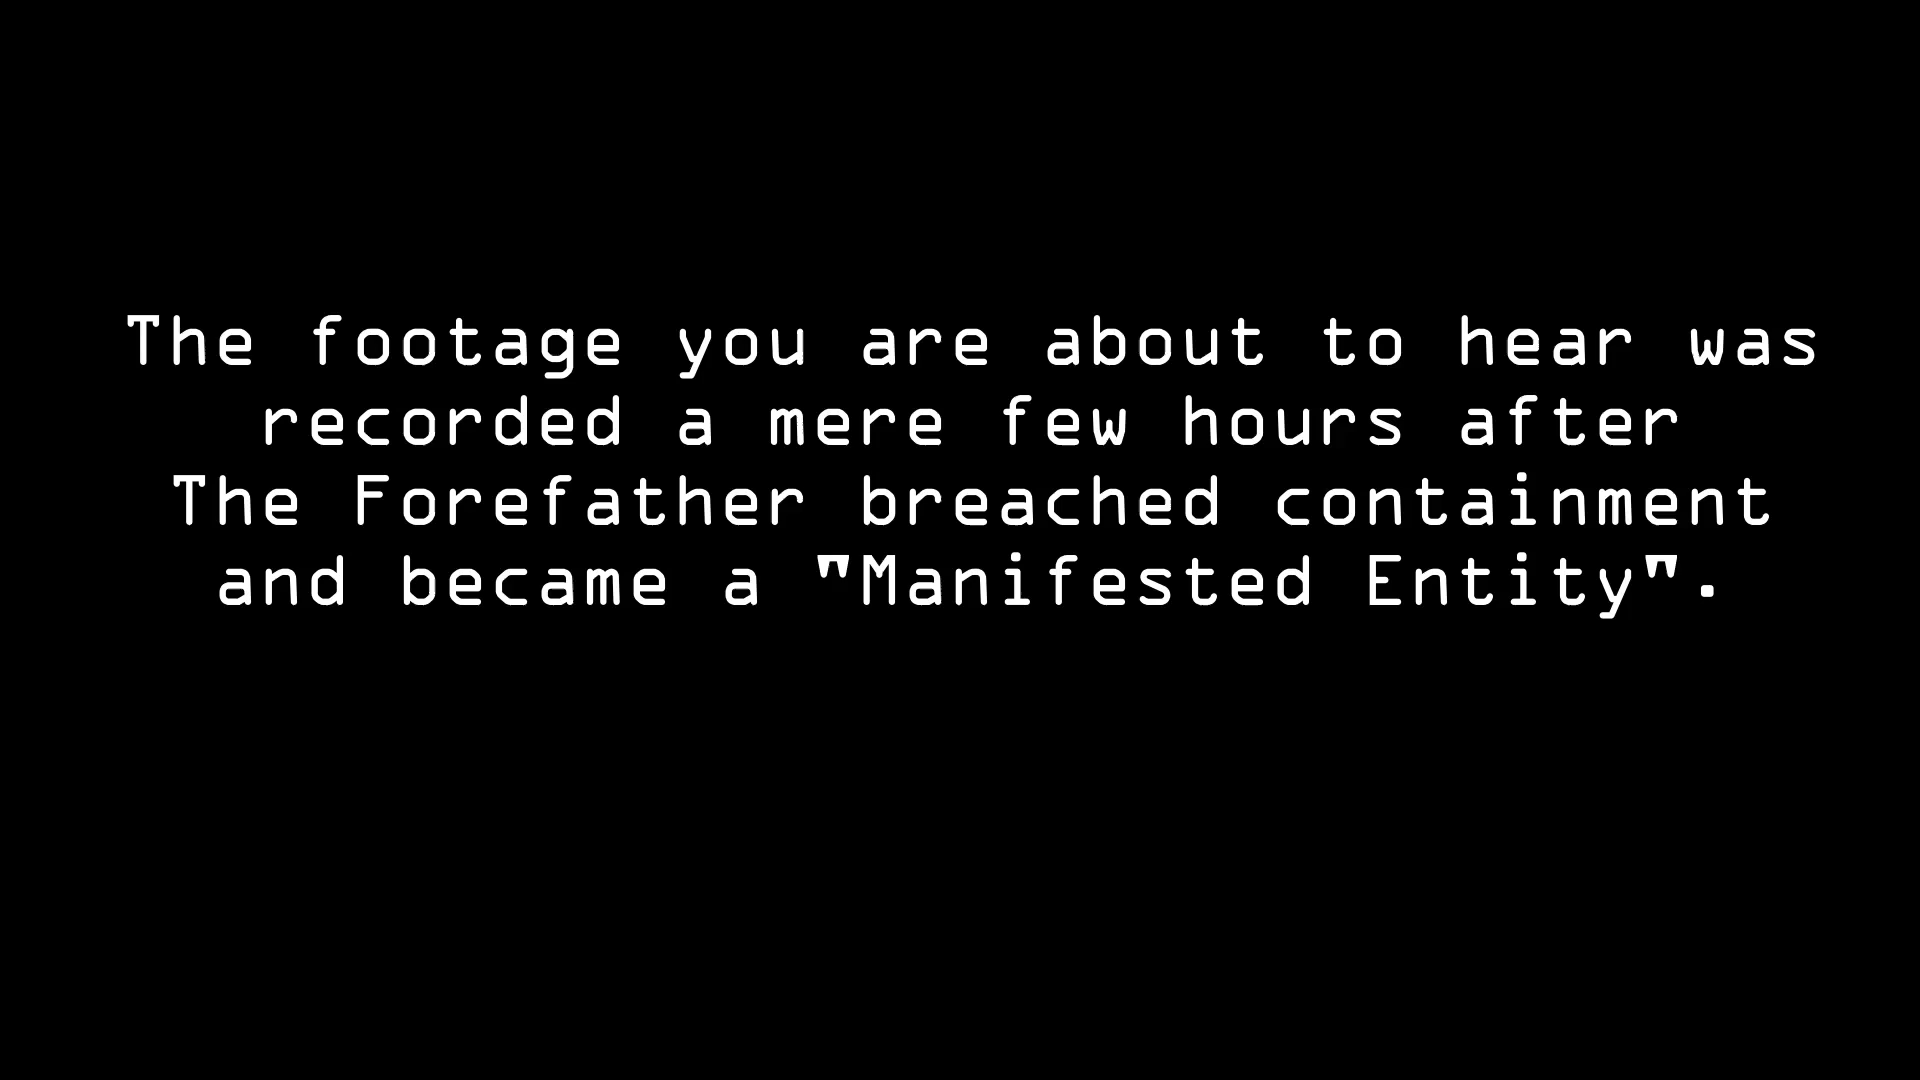 The footage you are about to hear was
recorded a mere few hours after
The Forefather breached containment
and became a "Manifested Entity".